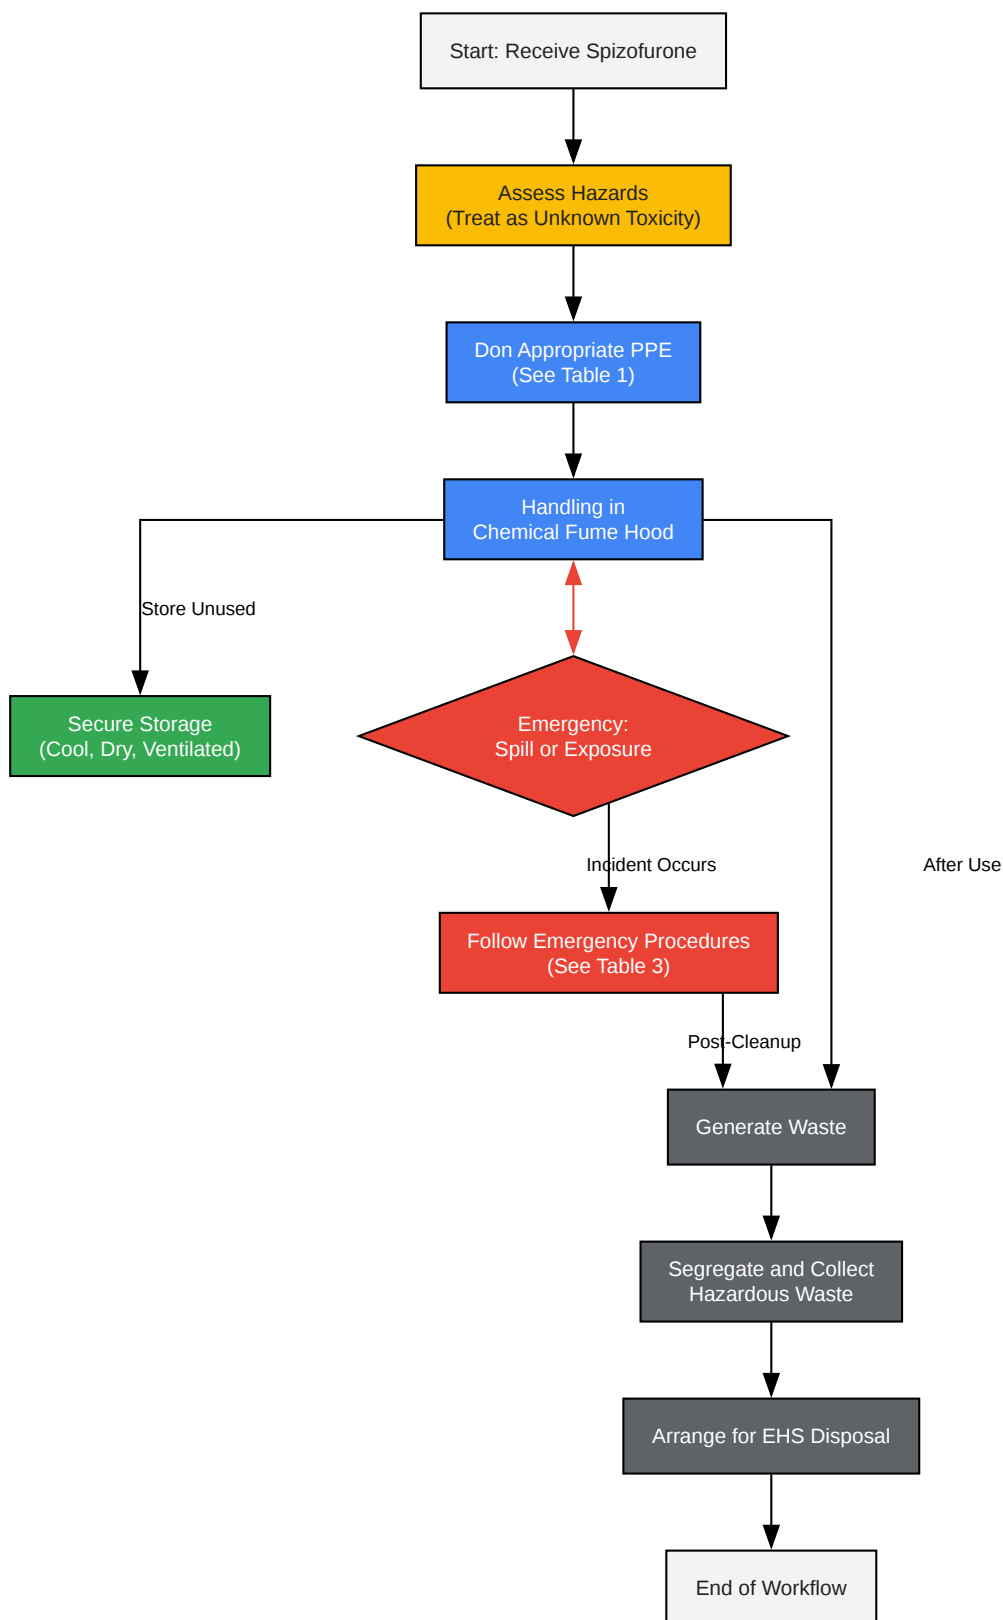 Start: Receive Spizofurone
Assess Hazards
(Treat as Unknown Toxicity)
Don Appropriate PPE
(See Table 1)
Handling in
Chemical Fume Hood
Store Unused
Secure Storage
(Cool, Dry, Ventilated)
Emergency:
Spill or Exposure
Incident Occurs
After Use
Follow Emergency Procedures
(See Table 3)
Post-Cleanup
Generate Waste
Segregate and Collect
Hazardous Waste
Arrange for EHS Disposal
End of Workflow